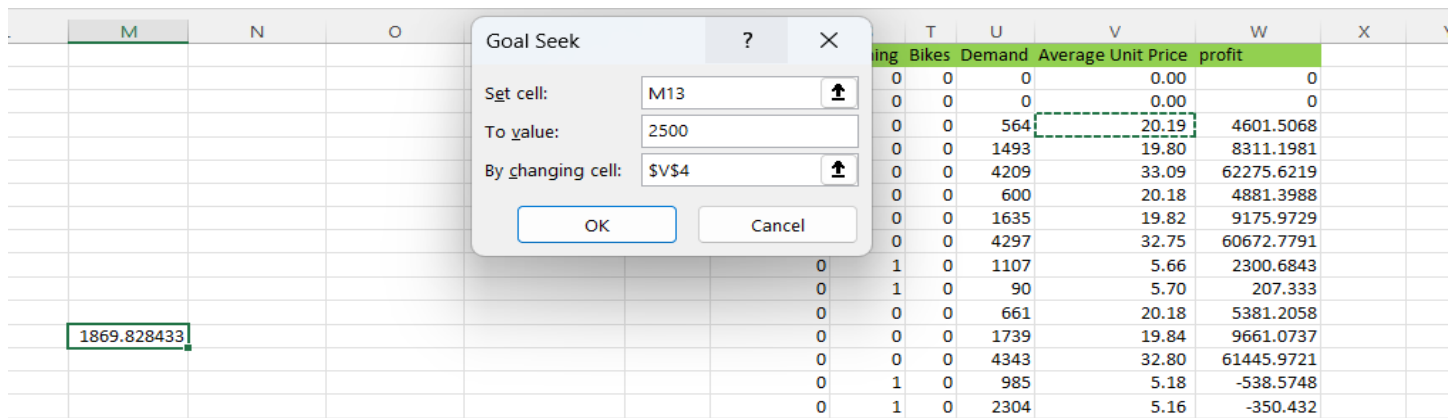 M N O T U V W X
Goal Seek ? ×
Set cell: M13
To value: 2500
By changing cell: $V$4
OK Cancel
ing Bikes Demand Average Unit Price profit
0 0 0 0.00 0
0 0 0 0.00 0
0 0 564 20.19 4601.5068
0 0 1493 19.80 8311.1981
0 0 4209 33.09 62275.6219
0 0 600 20.18 4881.3988
0 0 1635 19.82 9175.9729
0 0 4297 32.75 60672.7791
0 1 0 1107 5.66 2300.6843
0 1 0 90 5.70 207.333
0 0 0 661 20.18 5381.2058
1869.828433 0 0 0 1739 19.84 9661.0737
0 0 0 4343 32.80 61445.9721
0 1 0 985 5.18 -538.5748
0 1 0 2304 5.16 -350.432